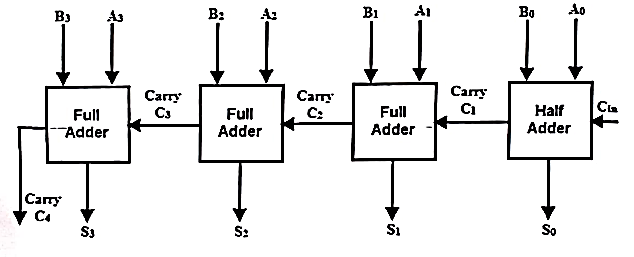 B3 A3 B2 A2 B1 A1 B0 A0
Full Adder
Carry C3
Full Adder
Carry C2
Full Adder
Carry C1
Half Adder
Cin
Carry C4
S3 S2 S1 S0